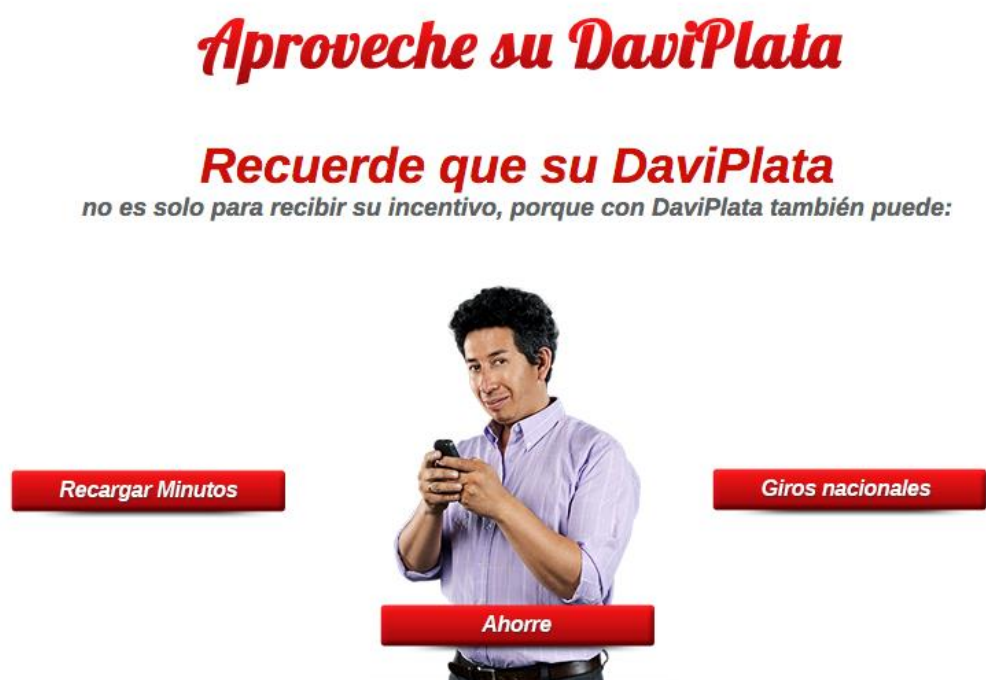 Aproveche su DaviPlata
Recuerde que su DaviPlata
no es solo para recibir su incentivo, porque con DaviPlata también puede:
Recargar Minutos
Giros nacionales
Ahorre